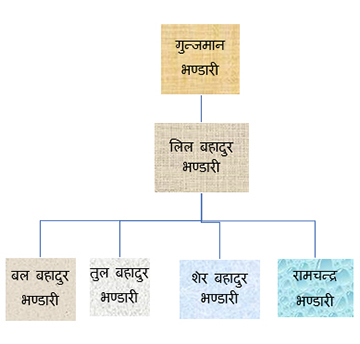 गुन्जमान
भण्डारी
लिल बहादुर
भण्डारी
बल बहादुर
भण्डारी
तुल बहादुर
भण्डारी
शेर बहादुर
भण्डारी
रामचन्द्र
भण्डारी